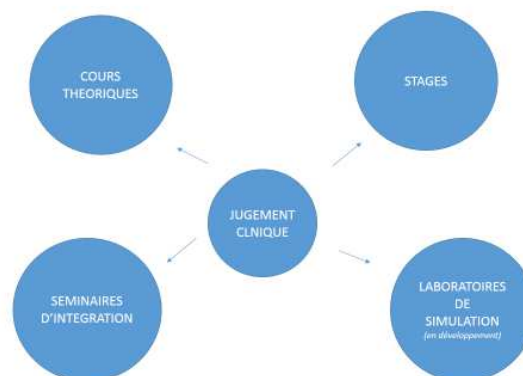 COURS
THEORIQUES
STAGES
JUGEMENT
CLNIQUE
SEMINAIRES
D'INTEGRATION
LABORATOIRES
DE
SIMULATION
(en développement)